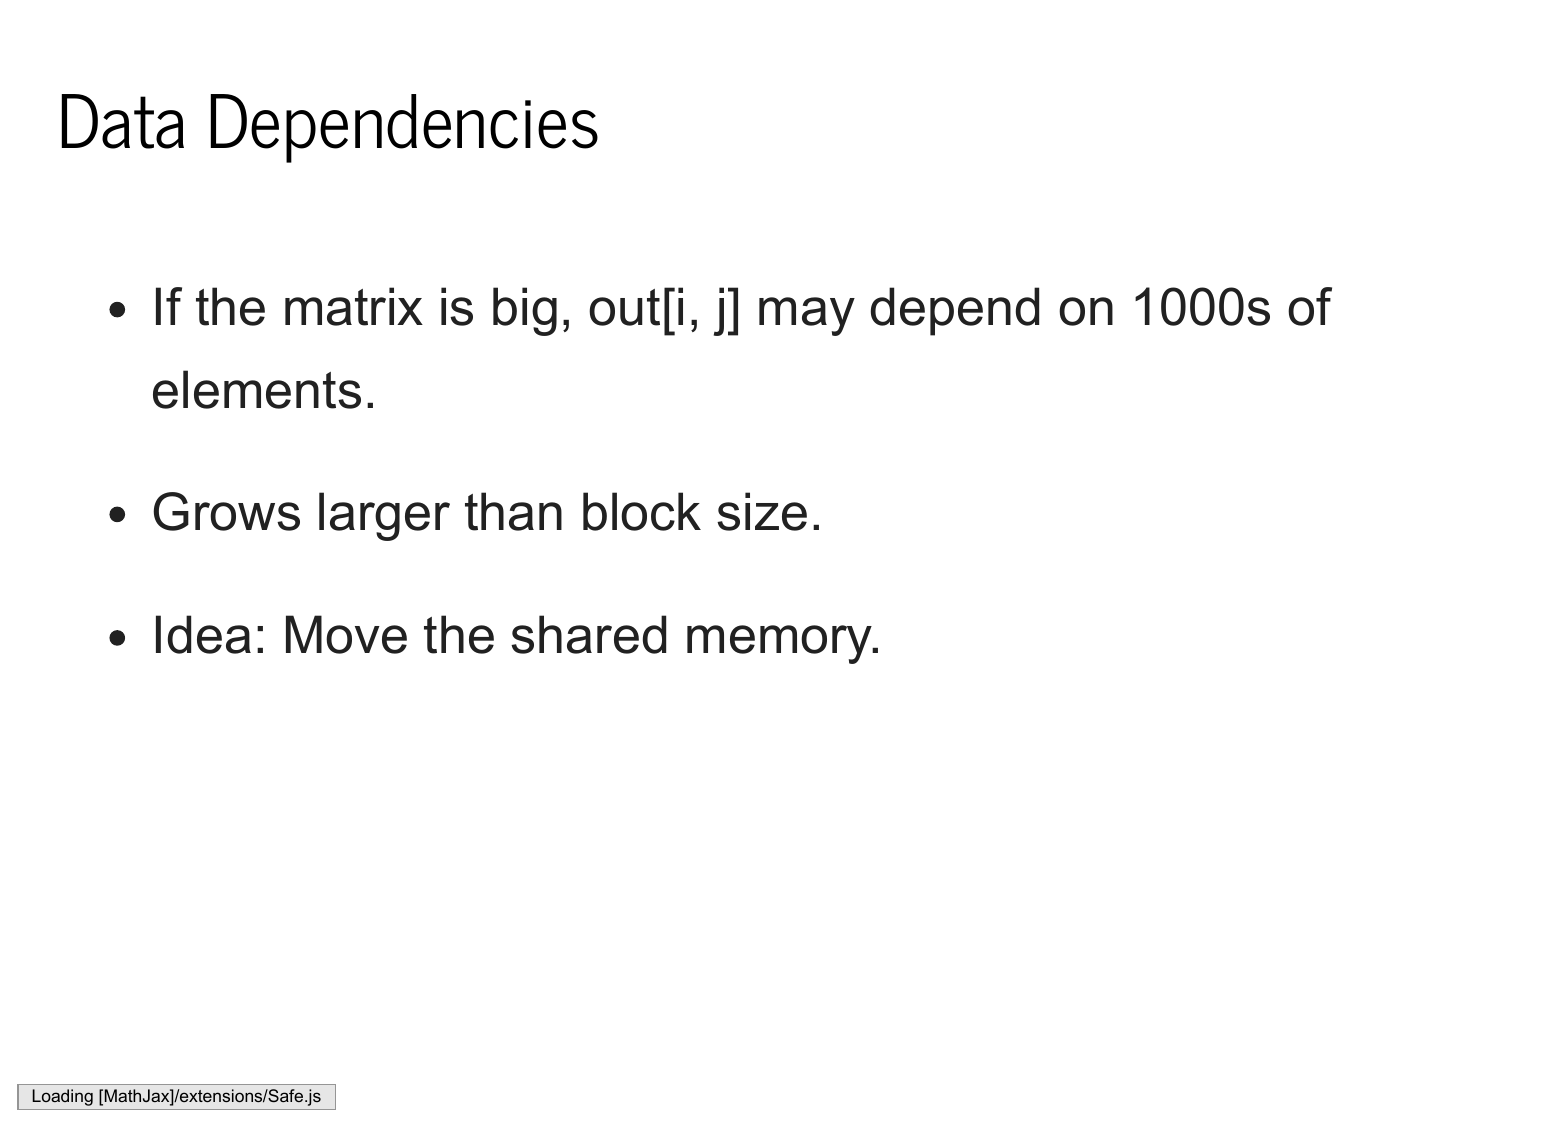 Data Dependencies
• If the matrix is big, out[i, j] may depend on 1000s of
elements.
• Grows larger than block size.
• Idea: Move the shared memory.
Loading [MathJax]/extensions/Safe.js